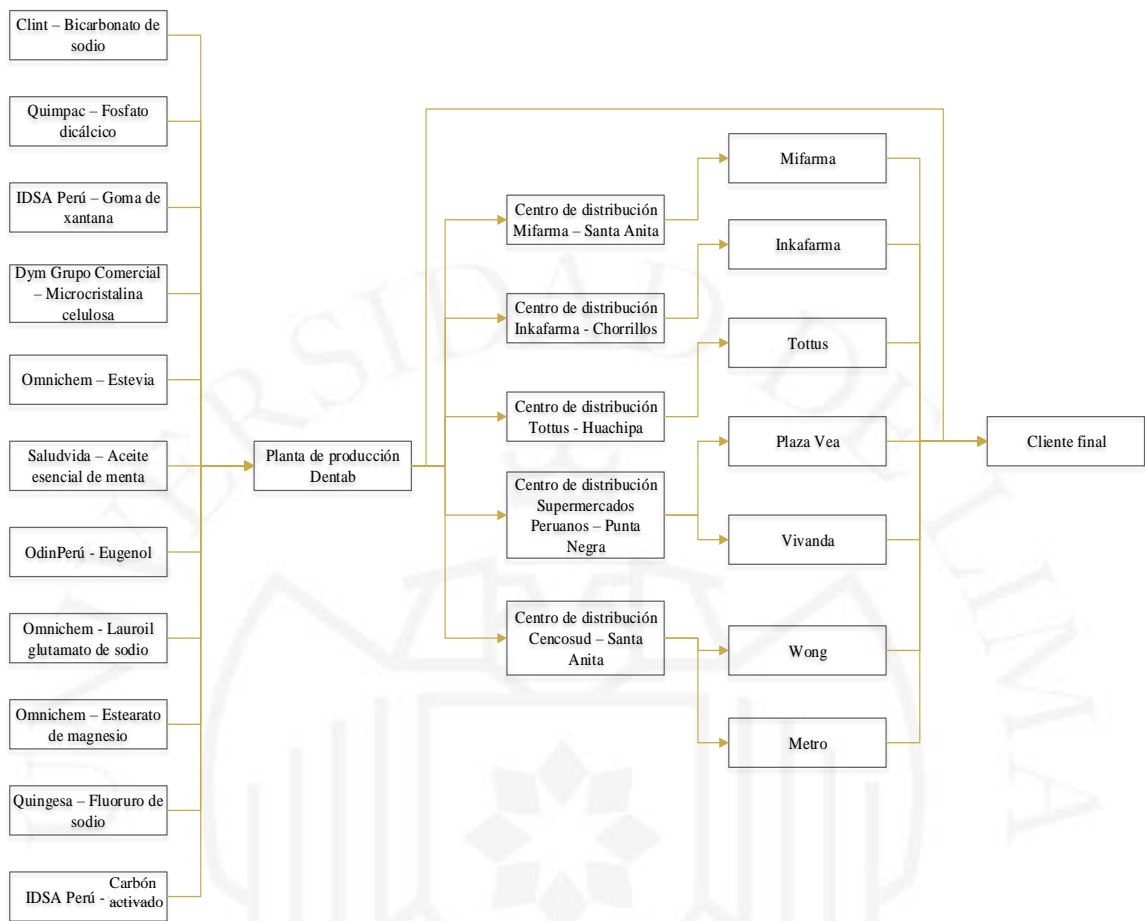 Clint – Bicarbonato de
sodio
Quimpac – Fosfato
dicálcico
IDSA Perú – Goma de
xantana
Dym Grupo Comercial
– Microcristalina
celulosa
Omnichem – Estevia
Saludvida – Aceite
esencial de menta
OdinPerú - Eugenol
Omnichem - Lauroil
glutamato de sodio
Omnichem – Estearato
de magnesio
Quingesa – Fluoruro de
sodio
IDSA Perú - Carbón
activado
Planta de producción
Dentab
Centro de distribución
Mifarma – Santa Anita
Centro de distribución
Inkafarma - Chorrillos
Centro de distribución
Tottus - Huachipa
Centro de distribución
Supermercados
Peruanos – Punta
Negra
Centro de distribución
Cencosud – Santa
Anita
Mifarma
Inkafarma
Tottus
Plaza Vea
Vivanda
Wong
Metro
Cliente final
UNIVERSIDAD DE LIMA